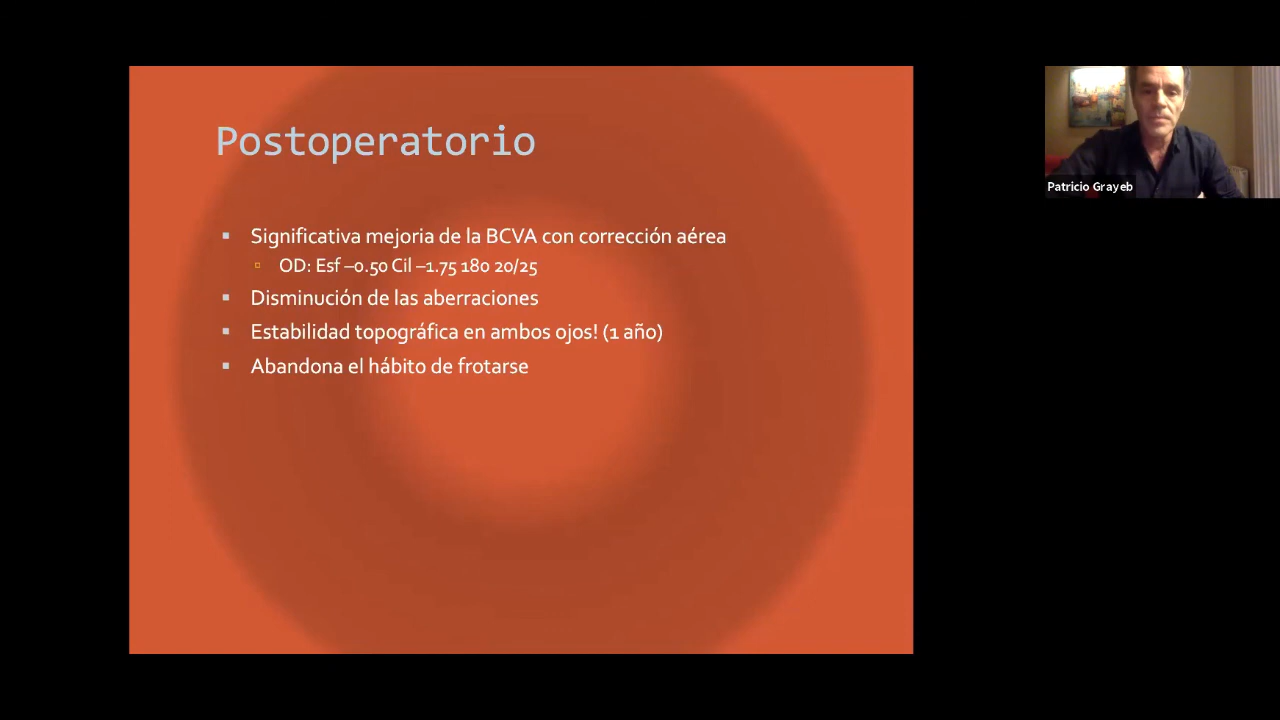 Postoperatorio
Significativa mejoria de la BCVA con corrección aérea
OD: Esf –0.50 Cil –1.75 180 20/25
Disminución de las aberraciones
Estabilidad topográfica en ambos ojos! (1 año)
Abandona el hábito de frotarse
Patricio Grayeb